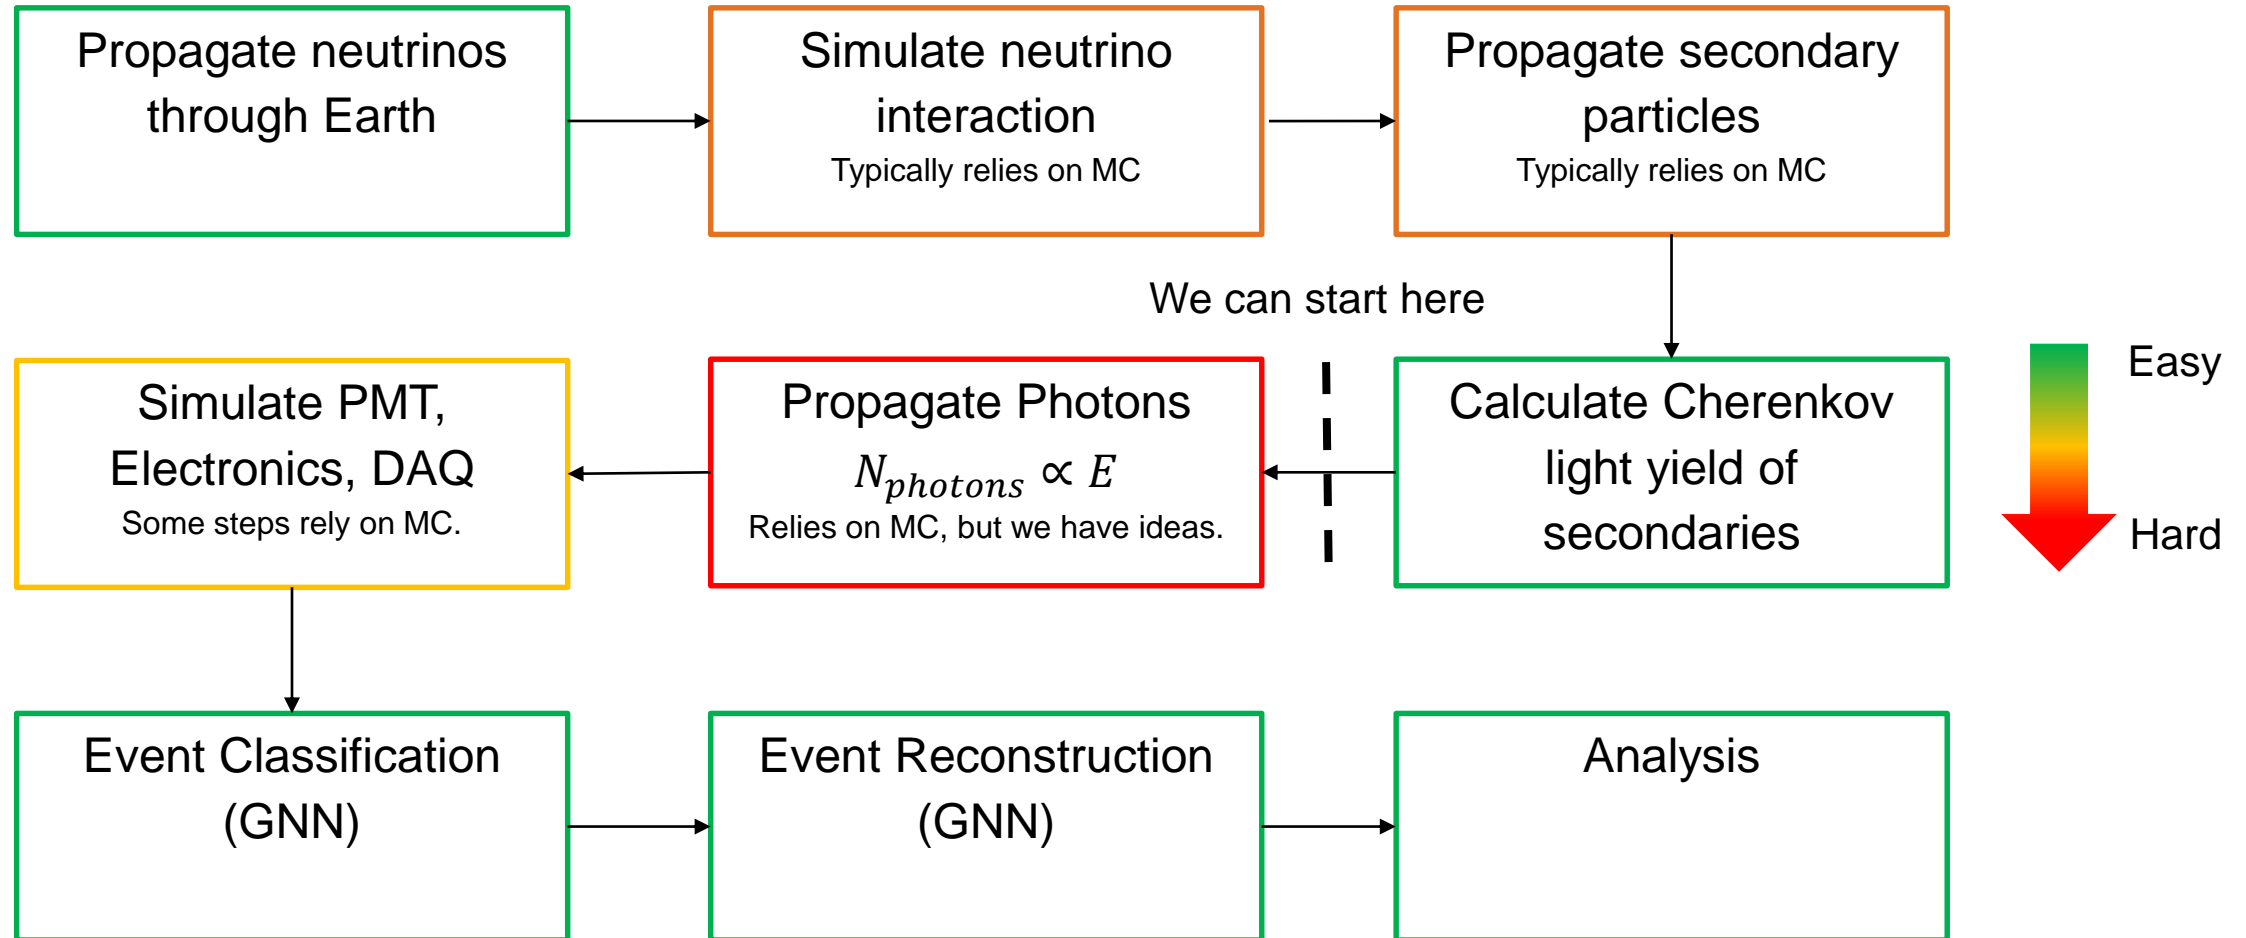 Propagate neutrinos
through Earth
Simulate neutrino
interaction
Typically relies on MC
Propagate secondary
particles
Typically relies on MC
We can start here
Simulate PMT,
Electronics, DAQ
Some steps rely on MC.
Propagate Photons
N_{photons} ∝ E
Relies on MC, but we have ideas.
Calculate Cherenkov
light yield of
secondaries
Easy
Hard
Event Classification
(GNN)
Event Reconstruction
(GNN)
Analysis